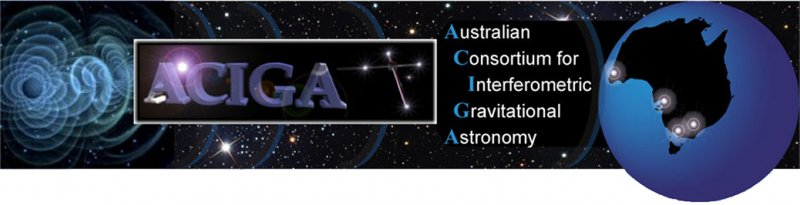 ACIGA
Australian
Consortium for
Interferometric
Gravitational
Astronomy